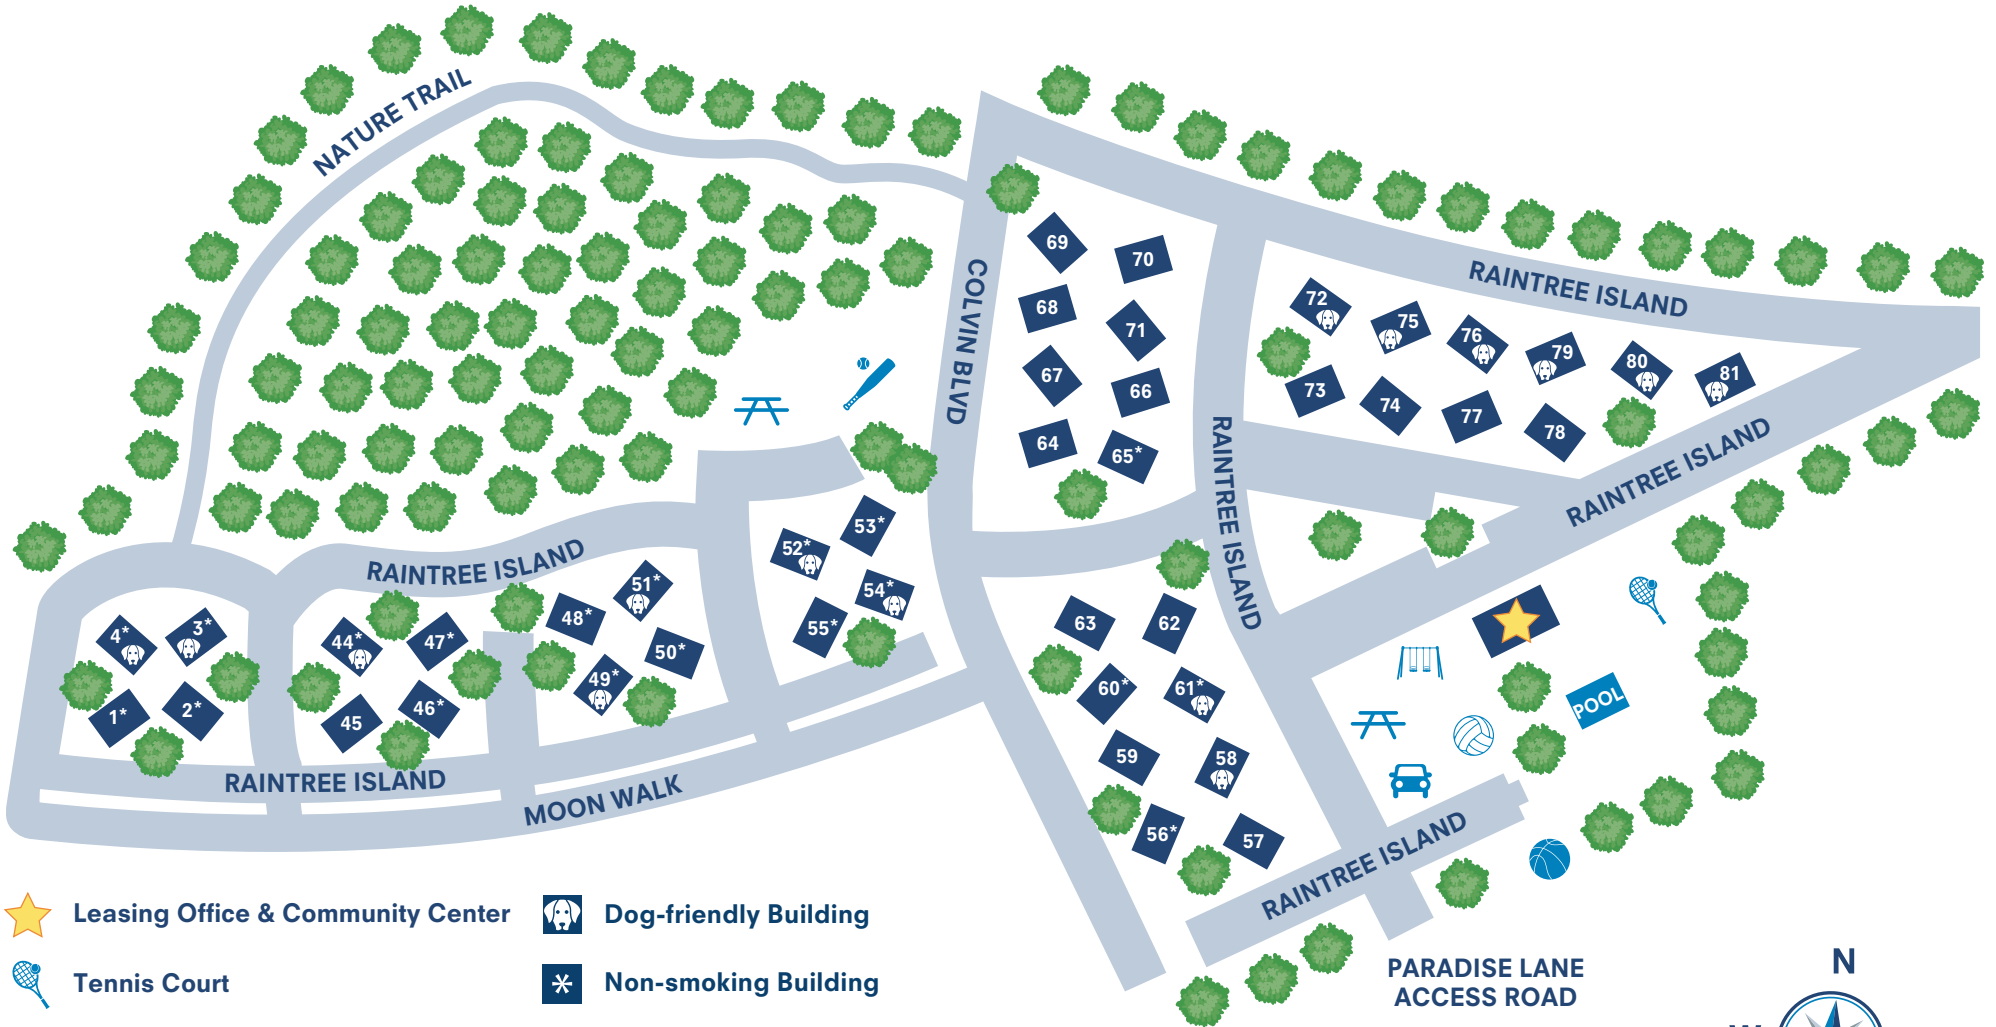 NATURE TRAIL
COLVIN BLVD
69
70
68
71
67
66
64
65*
RAINTREE ISLAND
72
75
76
79
80
81
73
74
77
78
RAINTREE ISLAND
RAINTREE ISLAND
53*
52*
54*
55*
RAINTREE ISLAND
51*
48*
50*
49*
4*
3*
1*
2*
44*
47*
45
46*
RAINTREE ISLAND
MOON WALK
63
62
60*
61*
59
58
56*
57
POOL
RAINTREE ISLAND
Leasing Office & Community Center
Dog-friendly Building
Tennis Court
* Non-smoking Building
PARADISE LANE
ACCESS ROAD
N